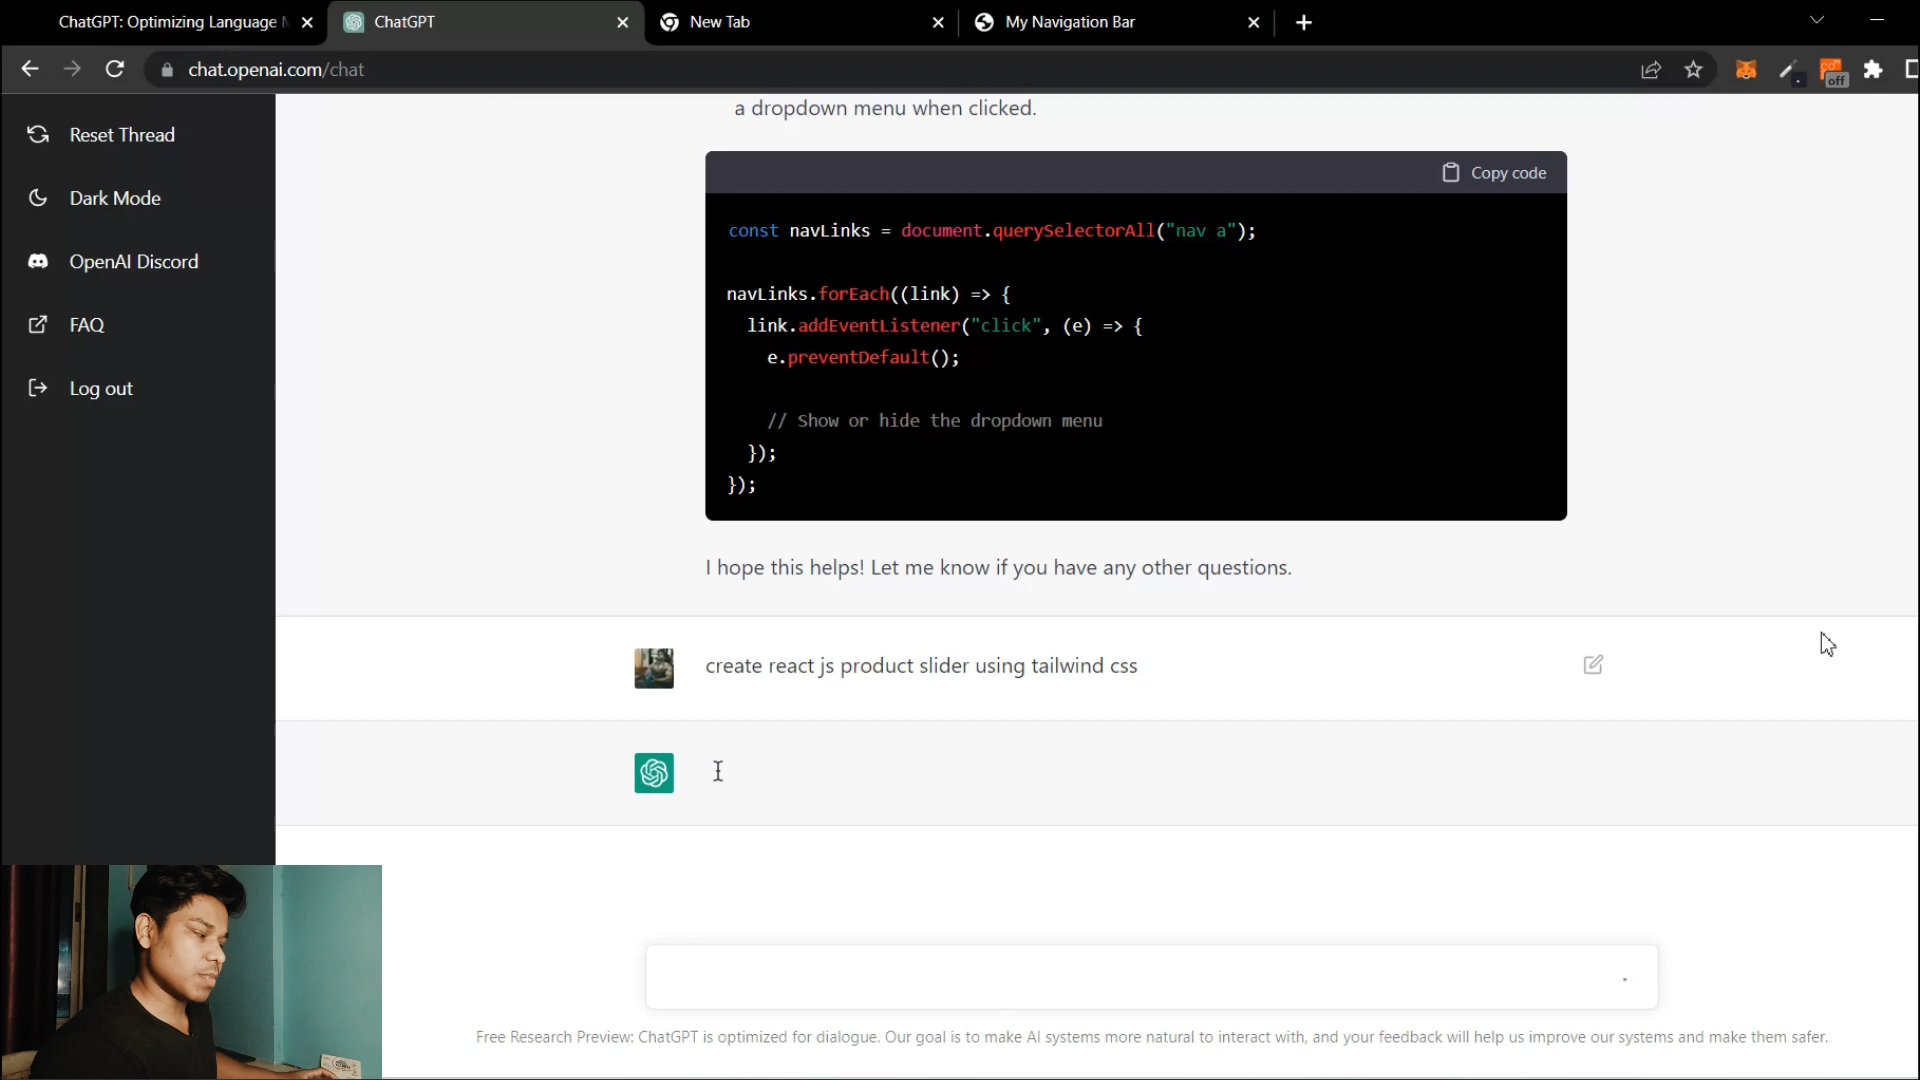 ChatGPT: Optimizing Language
ChatGPT
New Tab
My Navigation Bar
chat.openai.com/chat
off
Reset Thread
Dark Mode
OpenAI Discord
FAQ
Log out
a dropdown menu when clicked.
Copy code
const navLinks = document.querySelectorAll("nav a");
navLinks.forEach((link) => {
link.addEventListener("click", (e) => {
e.preventDefault();
// Show or hide the dropdown menu
});
});
I hope this helps! Let me know if you have any other questions.
create react js product slider using tailwind css
Free Research Preview: ChatGPT is optimized for dialogue. Our goal is to make AI systems more natural to interact with, and your feedback will help us improve our systems and make them safer.